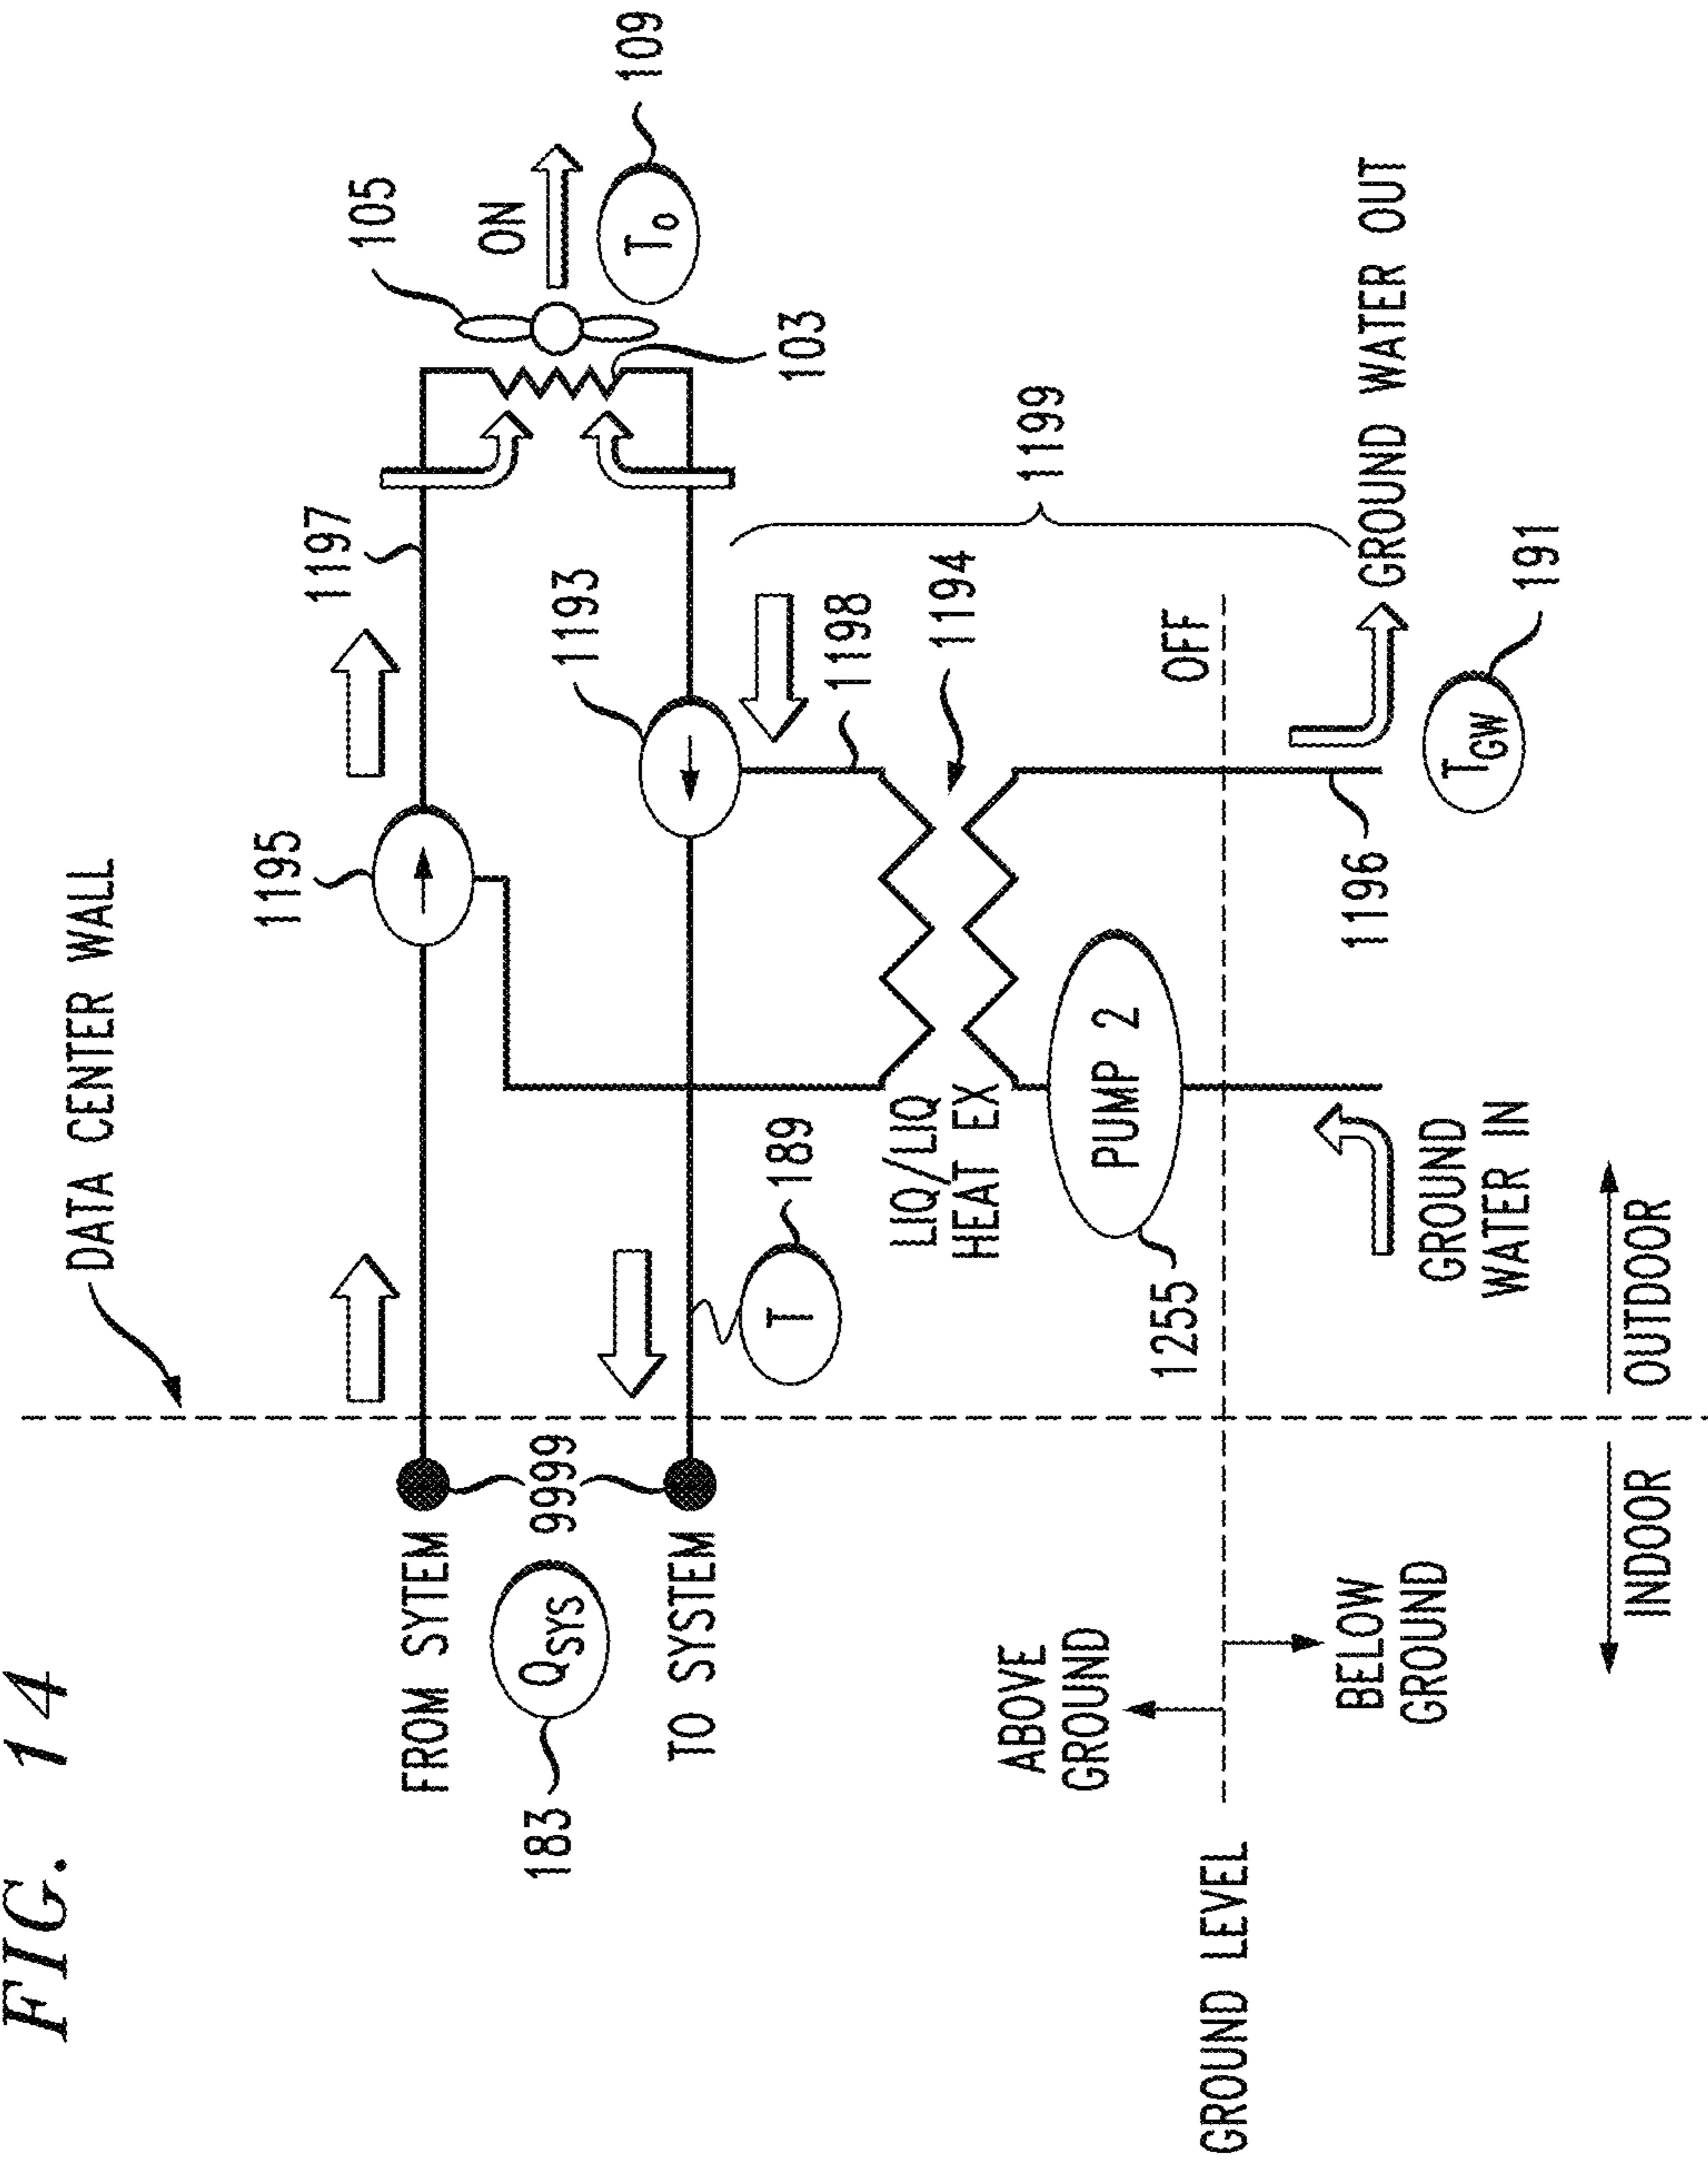 FIG. 14
DATA CENTER WALL
1195
1197
105
ON
109
T₀
103
1193
FROM SYTEM
9999
183
QSYS
TO SYSTEM
189
T
1198
1199
1194
LIQ/LIQ
HEAT EX
PUMP 2
1255
OFF
ABOVE
GROUND
GROUND LEVEL
BELOW
GROUND
GROUND
WATER IN
1196
GROUND WATER OUT
TGW
191
INDOOR
OUTDOOR